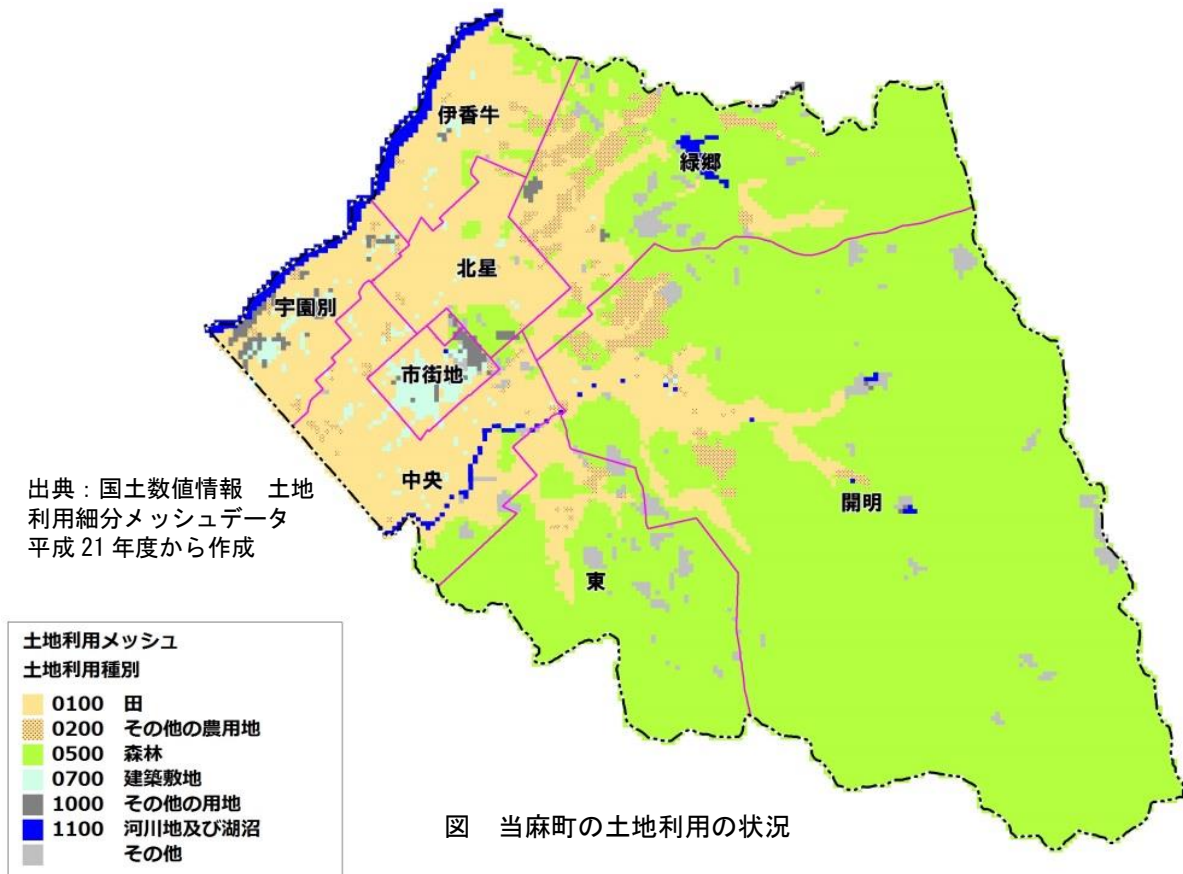 伊香牛
緑郷
北星
宇園別
市街地
中央
開明
東
出典：国土数値情報　土地
利用細分メッシュデータ
平成 21 年度から作成
土地利用メッシュ
土地利用種別
0100 田
0200 その他の農用地
0500 森林
0700 建築敷地
1000 その他の用地
1100 河川地及び湖沼
その他
図　当麻町の土地利用の状況